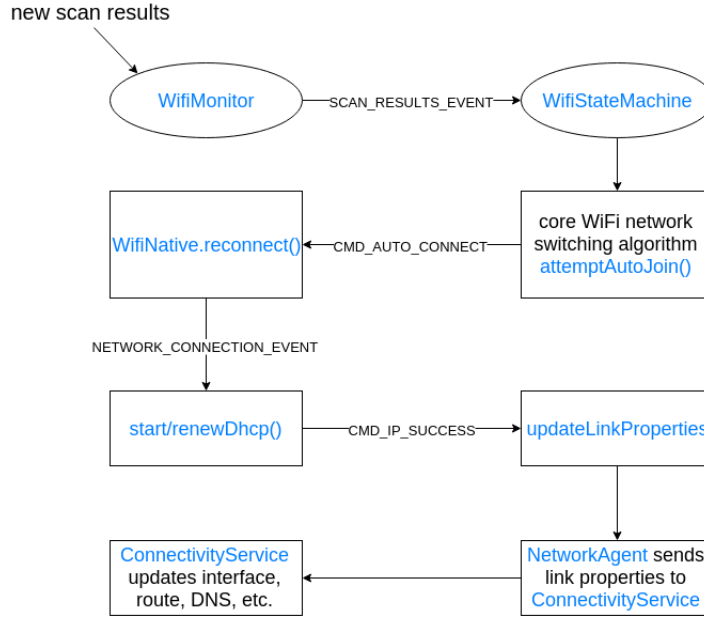 new scan results
WifiMonitor
SCAN_RESULTS_EVENT
WifiStateMachine
core WiFi network
switching algorithm
attemptAutoJoin()
CMD_AUTO_CONNECT
WifiNative.reconnect()
NETWORK_CONNECTION_EVENT
start/renewDhcp()
CMD_IP_SUCCESS
updateLinkProperties
NetworkAgent sends
link properties to
ConnectivityService
ConnectivityService
updates interface,
route, DNS, etc.